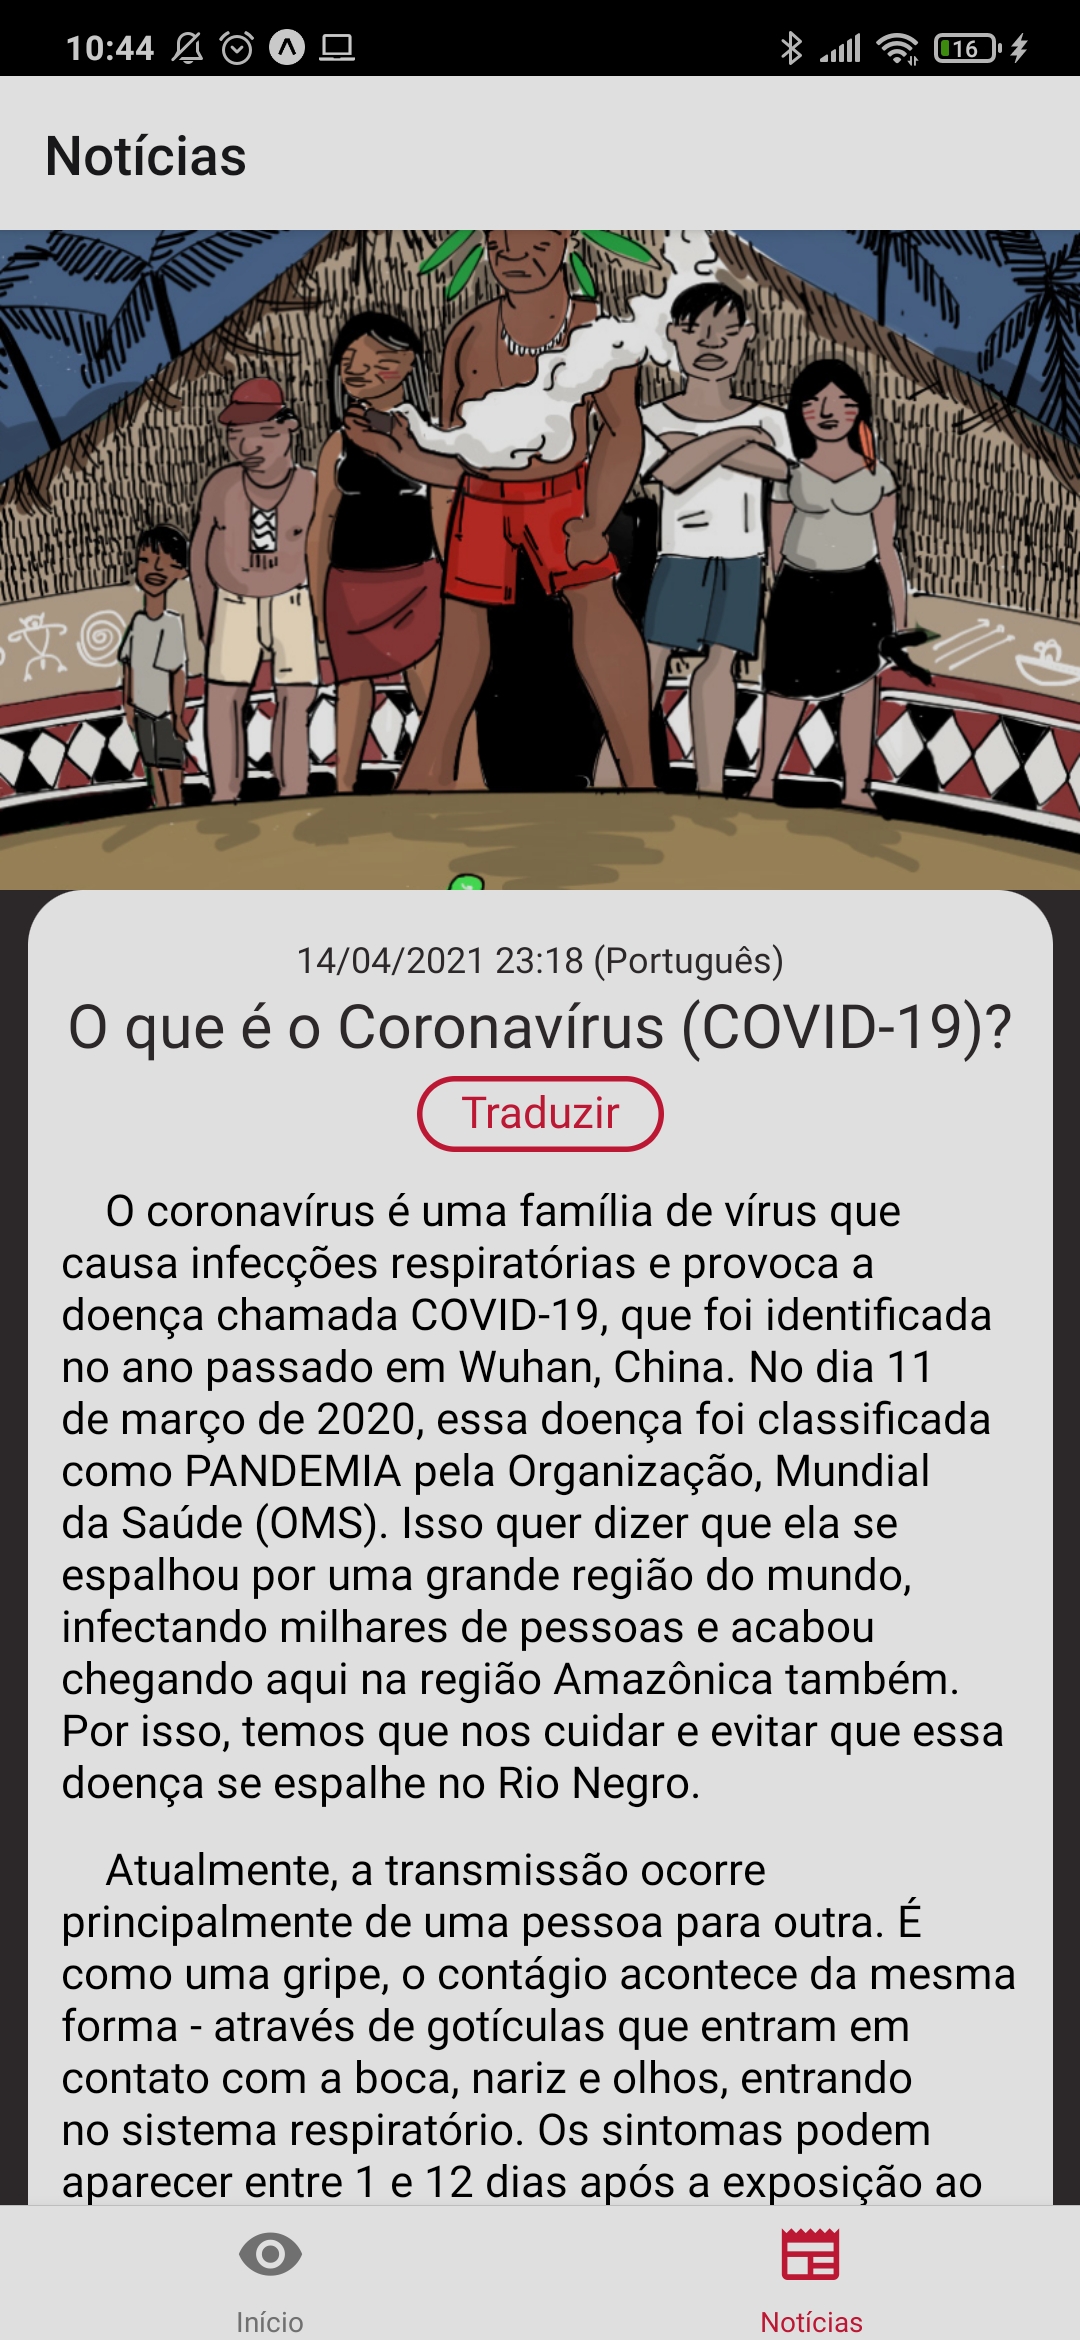 10:44
16
Notícias
14/04/2021 23:18 (Português)
O que é o Coronavírus (COVID-19)?
Traduzir
O coronavírus é uma família de vírus que
causa infecções respiratórias e provoca a
doença chamada COVID-19, que foi identificada
no ano passado em Wuhan, China. No dia 11
de março de 2020, essa doença foi classificada
como PANDEMIA pela Organização, Mundial
da Saúde (OMS). Isso quer dizer que ela se
espalhou por uma grande região do mundo,
infectando milhares de pessoas e acabou
chegando aqui na região Amazônica também.
Por isso, temos que nos cuidar e evitar que essa
doença se espalhe no Rio Negro.
Atualmente, a transmissão ocorre
principalmente de uma pessoa para outra. É
como uma gripe, o contágio acontece da mesma
forma - através de gotículas que entram em
contato com a boca, nariz e olhos, entrando
no sistema respiratório. Os sintomas podem
aparecer entre 1 e 12 dias após a exposição ao
Início
Notícias